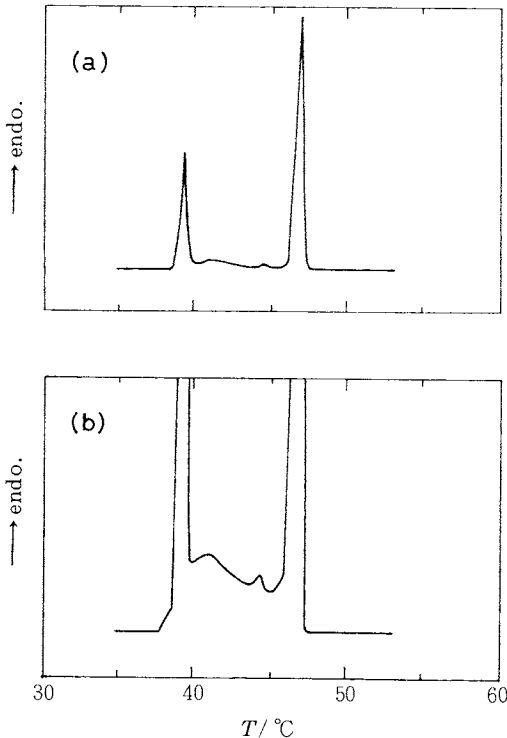 (a)
→ endo.
(b)
→ endo.
30 40 50 60
T/ ℃